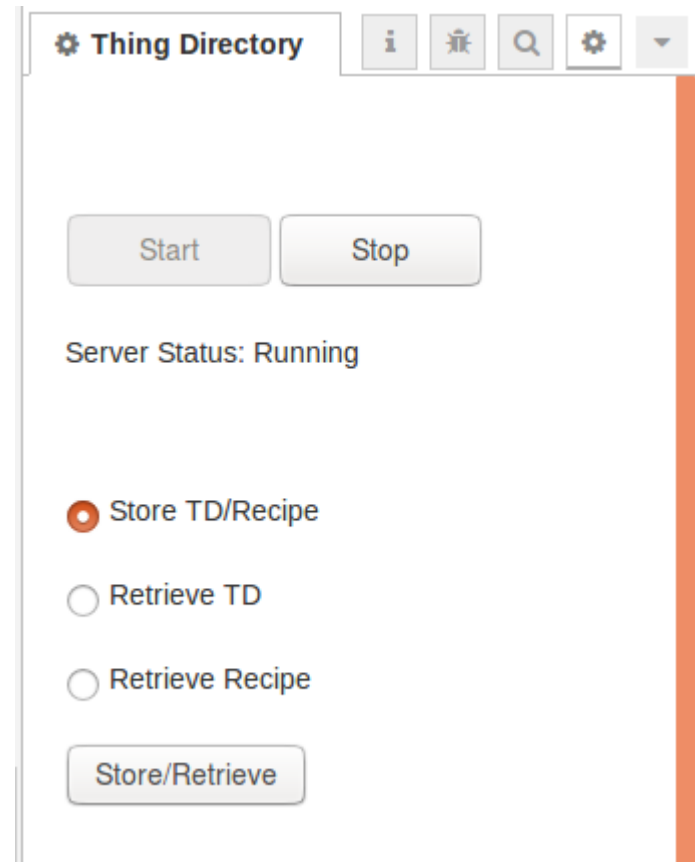 Thing Directory
Start Stop
Server Status: Running
Store TD/Recipe
Retrieve TD
Retrieve Recipe
Store/Retrieve